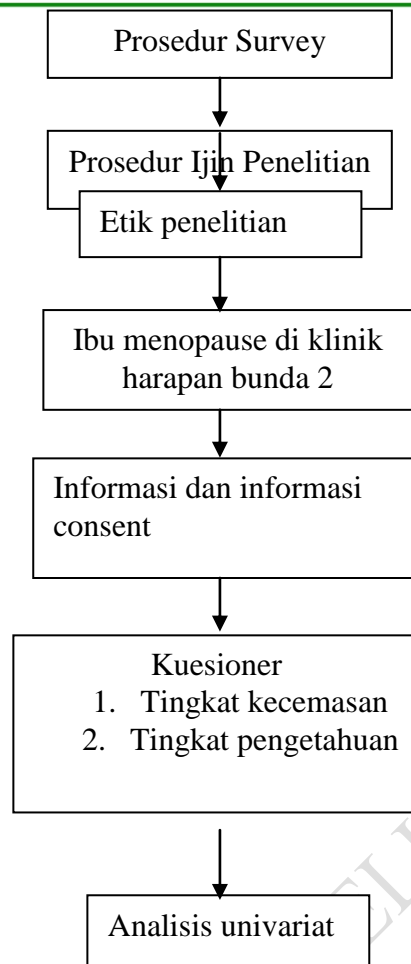 Prosedur Survey
Prosedur Ijin Penelitian
Etik penelitian
Ibu menopause di klinik
harapan bunda 2
Informasi dan informasi
consent
Kuesioner
1. Tingkat kecemasan
2. Tingkat pengetahuan
Analisis univariat